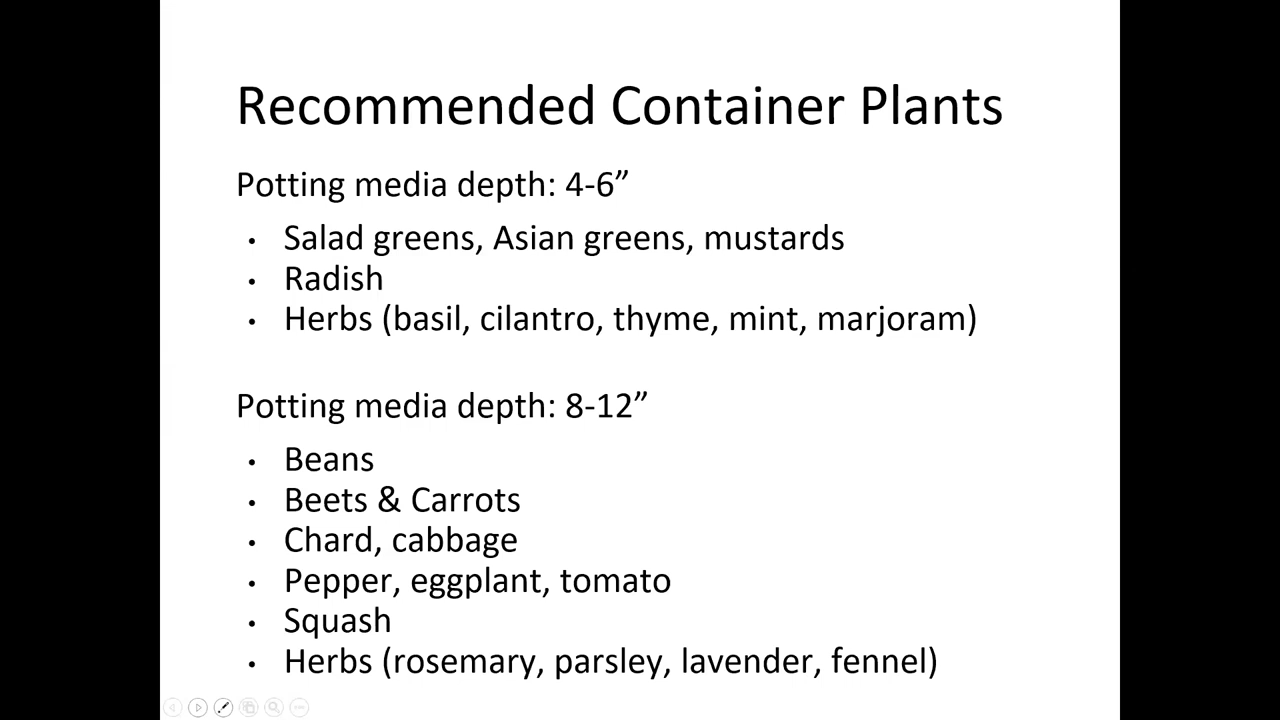 Recommended Container Plants
Potting media depth: 4-6”
• Salad greens, Asian greens, mustards
• Radish
• Herbs (basil, cilantro, thyme, mint, marjoram)
Potting media depth: 8-12”
• Beans
• Beets & Carrots
• Chard, cabbage
• Pepper, eggplant, tomato
• Squash
• Herbs (rosemary, parsley, lavender, fennel)